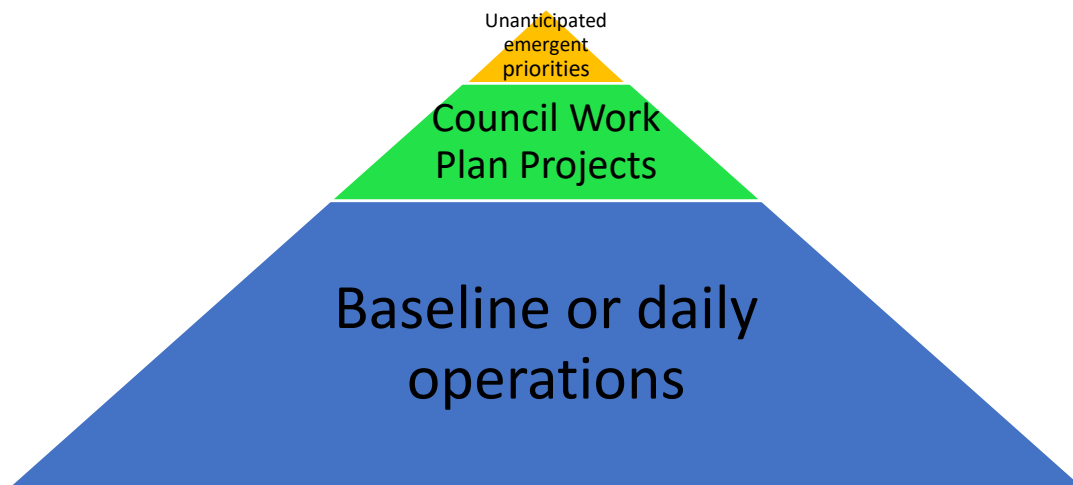 Unanticipated
emergent
priorities
Council Work
Plan Projects
Baseline or daily
operations